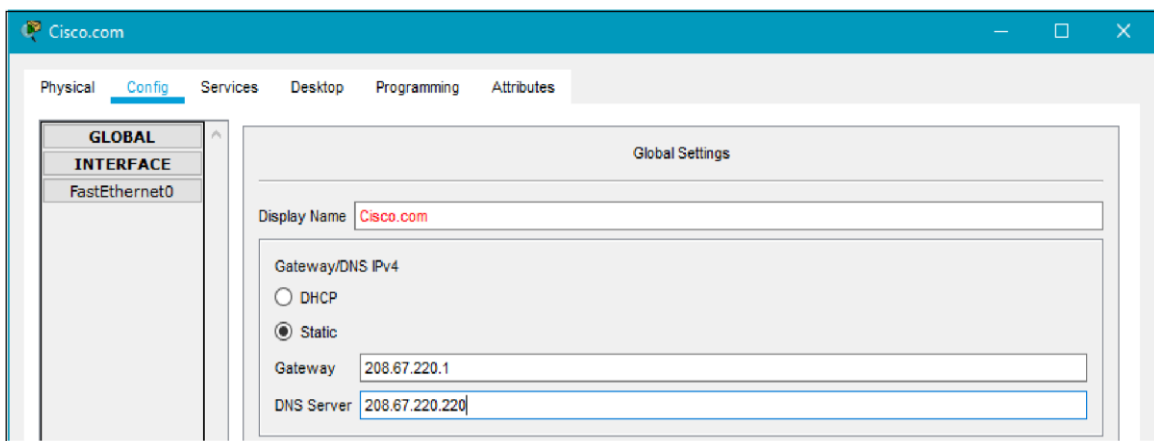 Cisco.com
Physical Config Services Desktop Programming Attributes
GLOBAL
INTERFACE
FastEthernet0
Global Settings
Display Name Cisco.com
Gateway/DNS IPv4
DHCP
Static
Gateway 208.67.220.1
DNS Server 208.67.220.220